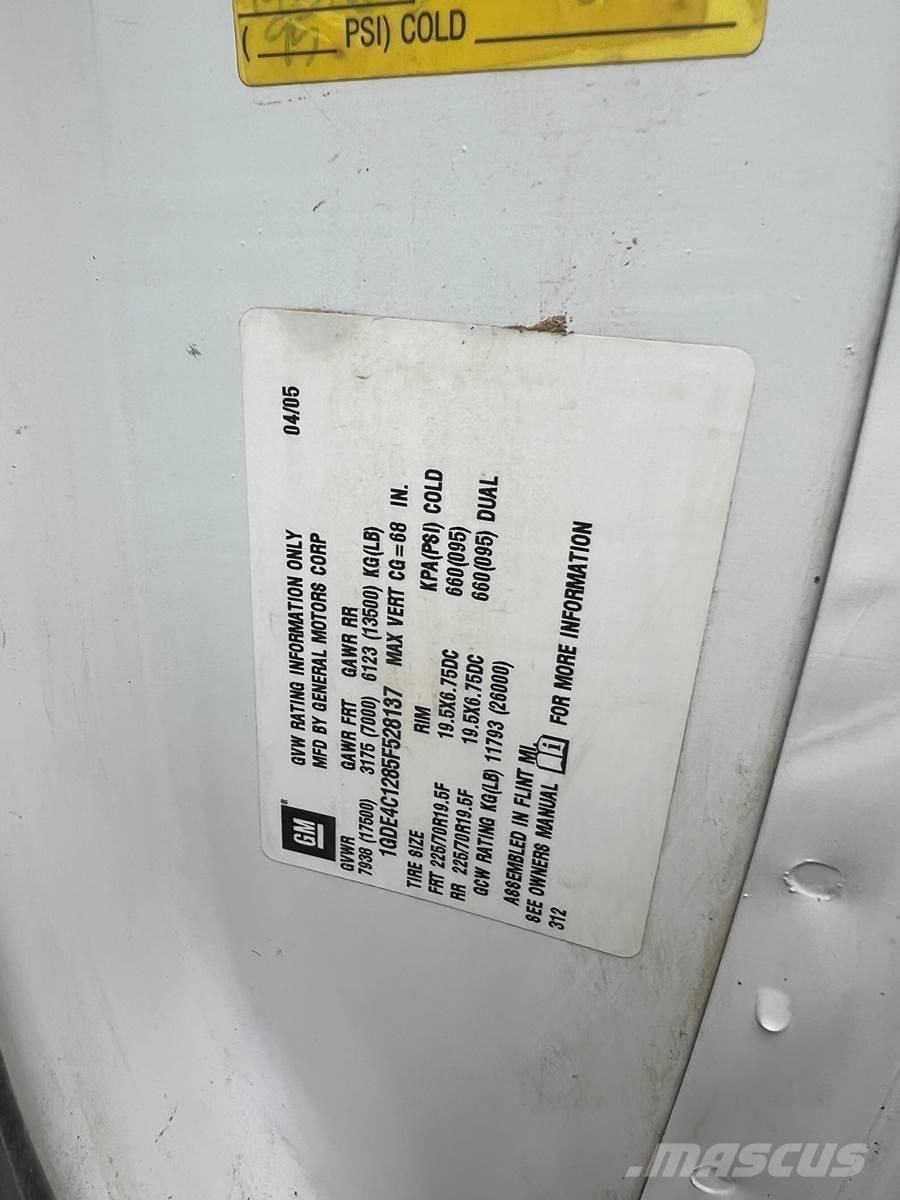 ( PSI) COLD
GVW RATING INFORMATION ONLY 04/05
MFD BY GENERAL MOTORS CORP
GM®
GVWR GAWR FRT GAWR RR
7938 (17500) 3175 (7000) 6123 (13500) KG(LB)
1GDE4C1285F528137 MAX VERT CG=68 IN.
TIRE SIZE RIM KPA(PSI) COLD
FRT 225/70R19.5F 19.5X6.75DC 660(095)
RR 225/70R19.5F 19.5X6.75DC 660(095) DUAL
GCW RATING KG(LB) 11793 (26000)
ASSEMBLED IN FLINT MI.
SEE OWNERS MANUAL FOR MORE INFORMATION
312
MASCUS